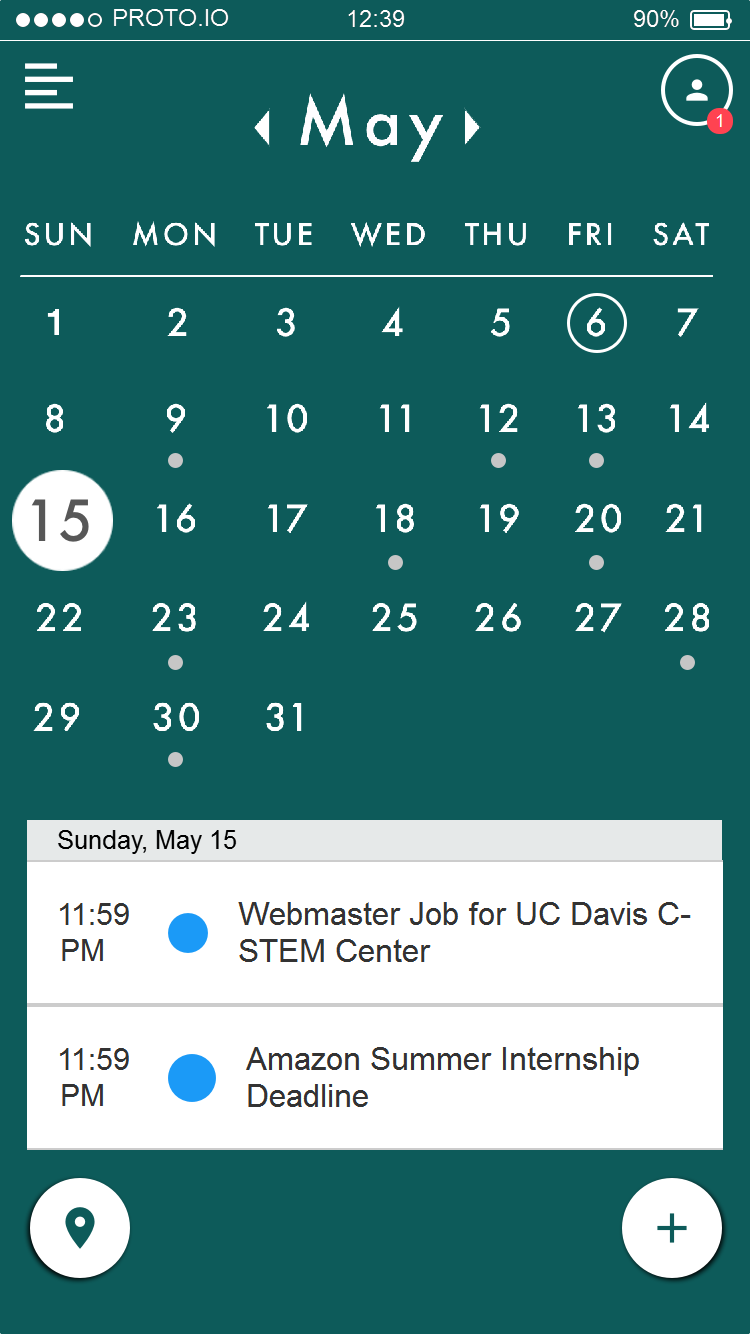 PROTO.IO 12:39 90%
May
1
SUN MON TUE WED THU FRI SAT
1 2 3 4 5 6 7
8 9 10 11 12 13 14
15 16 17 18 19 20 21
22 23 24 25 26 27 28
29 30 31
Sunday, May 15
11:59
PM
Webmaster Job for UC Davis C-
STEM Center
11:59
PM
Amazon Summer Internship
Deadline